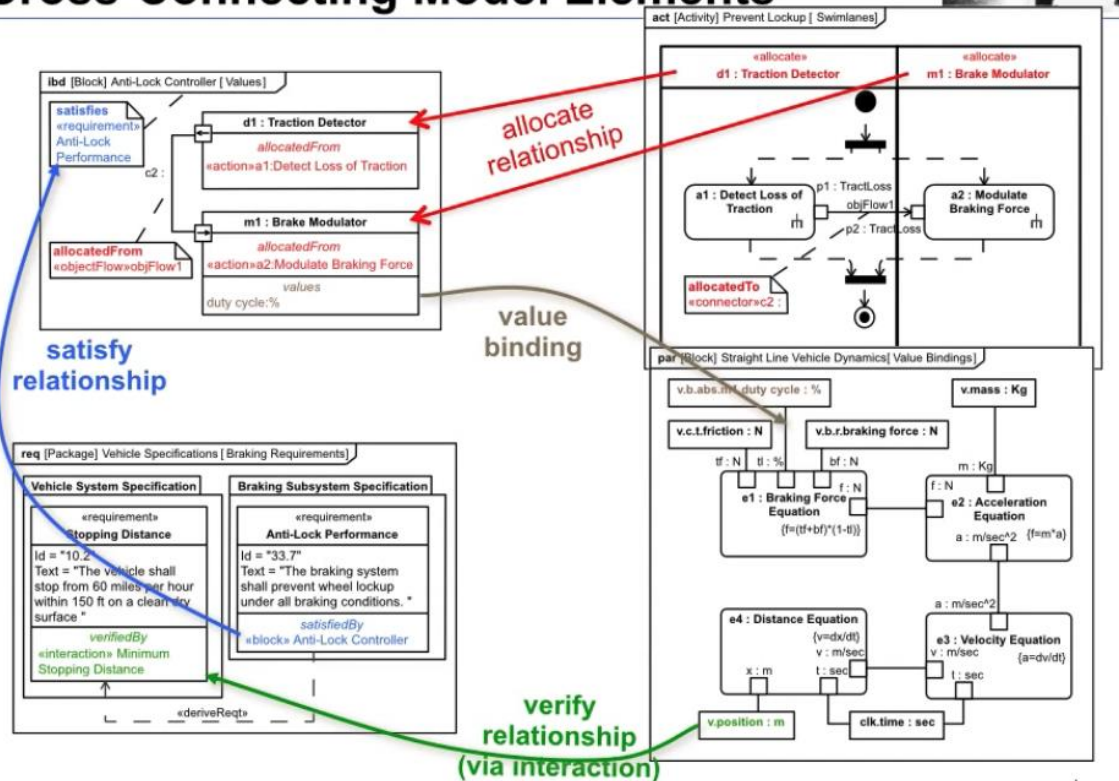 Cross-Connecting Model Elements
act [Activity] Prevent Lockup [ Swimlanes]
«allocate»
d1 : Traction Detector
«allocate»
m1 : Brake Modulator
a1 : Detect Loss of
Traction
p1 : TractLoss
objFlow1
p2 : TractLoss
a2 : Modulate
Braking Force
allocatedTo
«connector»c2 :
ibd [Block] Anti-Lock Controller [ Values]
satisfies
«requirement»
Anti-Lock
Performance
c2 :
d1 : Traction Detector
allocatedFrom
«action»a1:Detect Loss of Traction
m1 : Brake Modulator
allocatedFrom
«action»a2:Modulate Braking Force
values
duty cycle:%
allocatedFrom
«objectFlow»objFlow1
allocate
relationship
satisfy
relationship
value
binding
par [Block] Straight Line Vehicle Dynamics[ Value Bindings]
v.b.abs.m1.duty cycle : %
v.mass : Kg
v.c.t.friction : N
v.b.r.braking force : N
tf : N
tl : %
bf : N
m : Kg
f : N
e1 : Braking Force
Equation
{f=(tf+bf)*(1-tl)}
f : N
e2 : Acceleration
Equation
a : m/sec^2
{f=m*a}
a : m/sec^2
e4 : Distance Equation
{v=dx/dt}
v : m/sec
x : m
t : sec
e3 : Velocity Equation
v : m/sec
{a=dv/dt}
t : sec
v.position : m
clk.time : sec
req [Package] Vehicle Specifications [ Braking Requirements]
Vehicle System Specification
«requirement»
Stopping Distance
Id = "10.2"
Text = "The vehicle shall
stop from 60 miles per hour
within 150 ft on a clean dry
surface "
verifiedBy
«interaction» Minimum
Stopping Distance
Braking Subsystem Specification
«requirement»
Anti-Lock Performance
Id = "33.7"
Text = "The braking system
shall prevent wheel lockup
under all braking conditions. "
satisfiedBy
«block» Anti-Lock Controller
«deriveReqt»
verify
relationship
(via interaction)